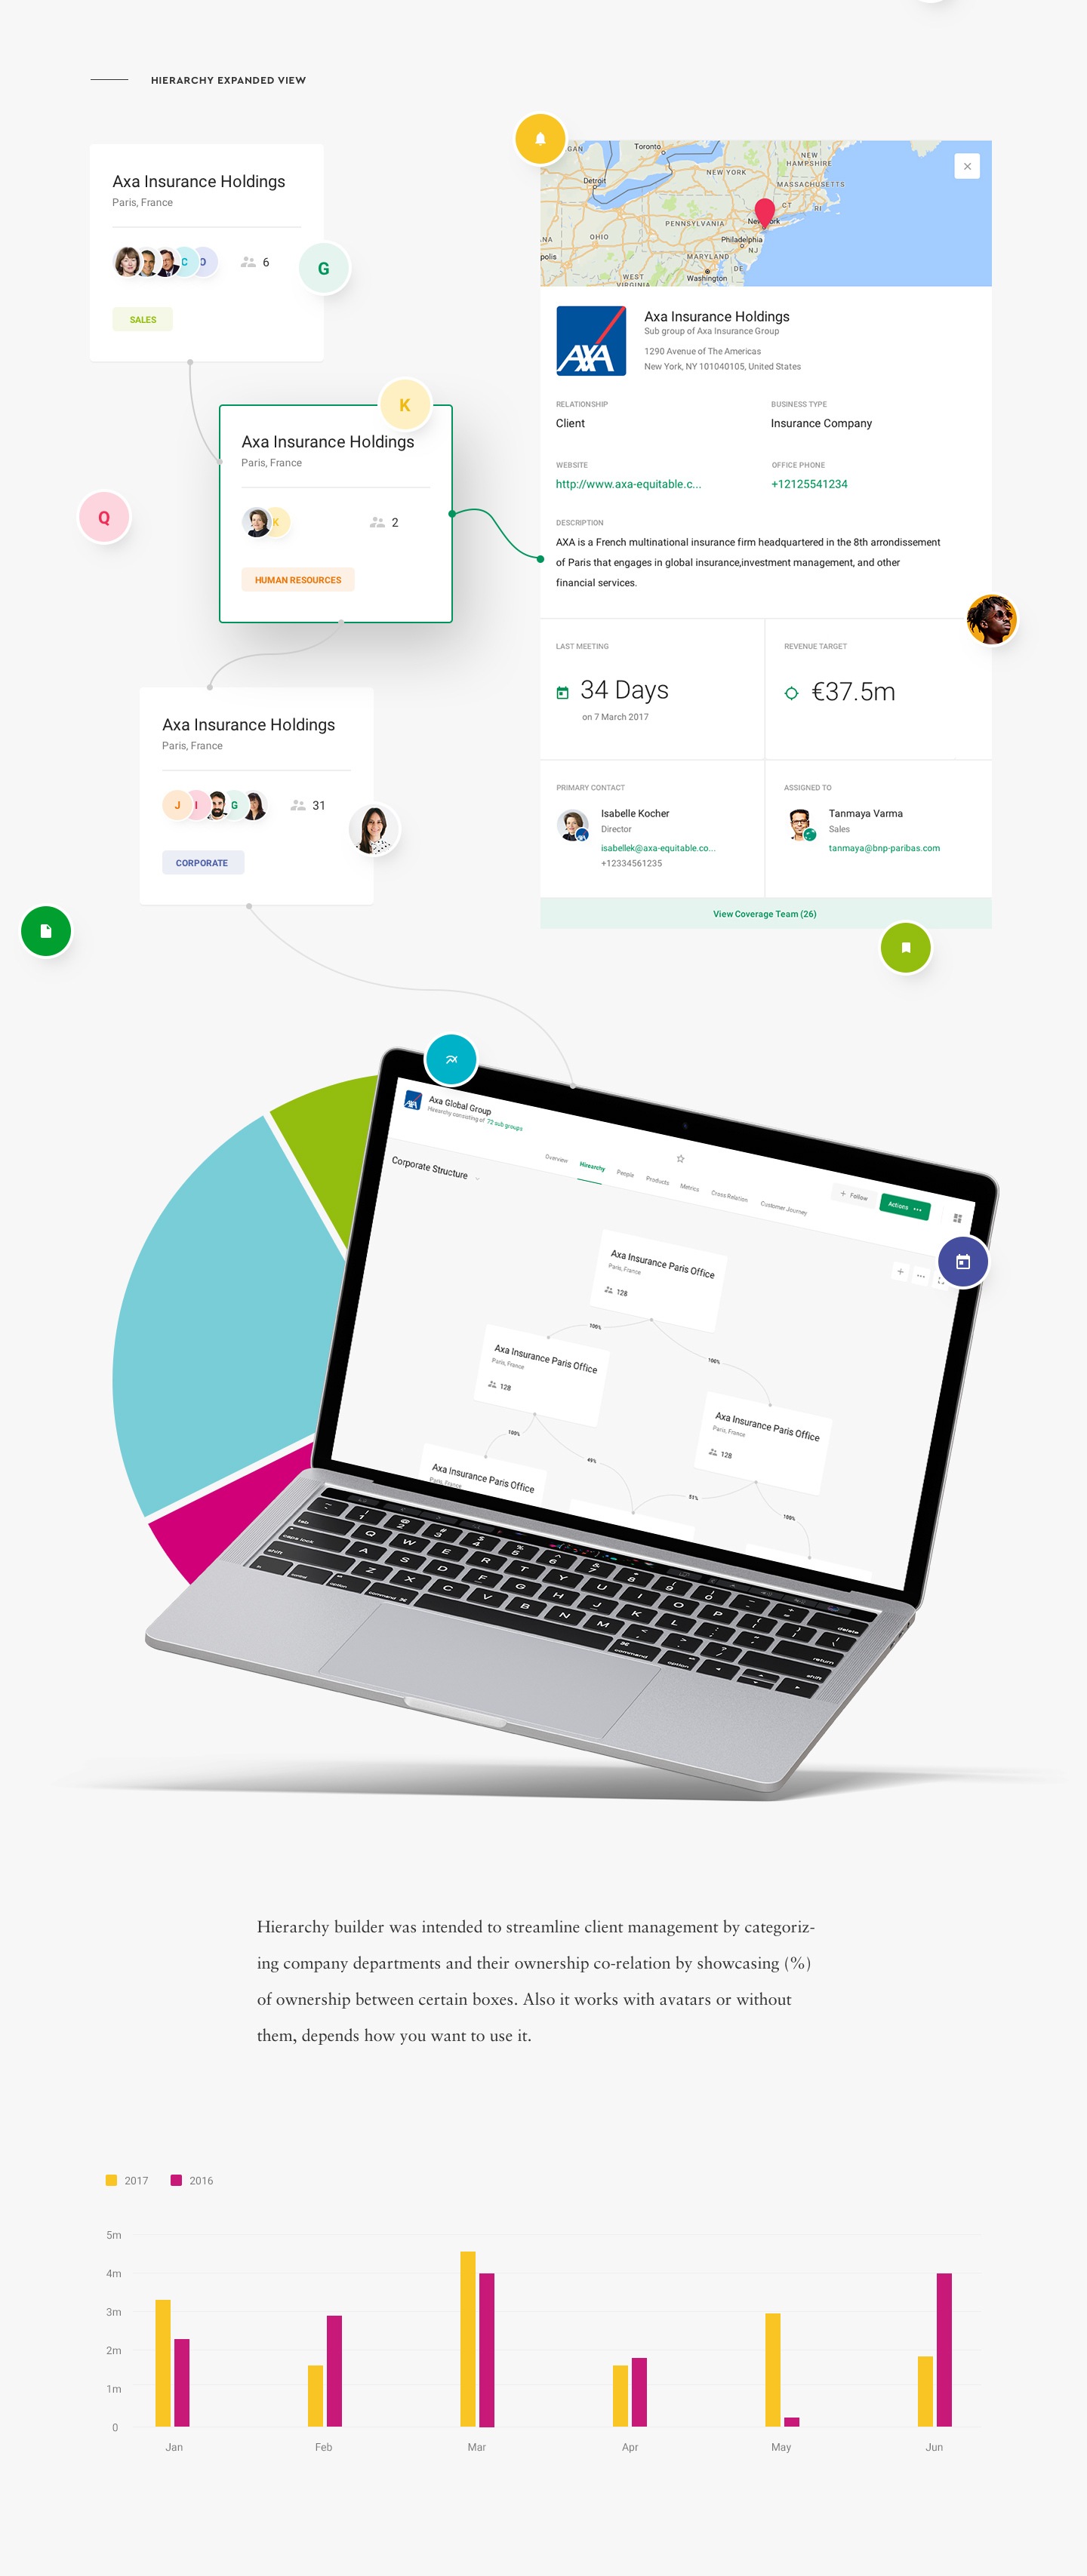 HIERARCHY EXPANDED VIEW
Axa Insurance Holdings
Paris, France
C
O
6
G
SALES
K
Axa Insurance Holdings
Paris, France
K
2
HUMAN RESOURCES
Q
Axa Insurance Holdings
Paris, France
J
I
G
31
CORPORATE
Toronto
Detroit
NEW HAMPSHIRE
NEW YORK
MASSACHUSETTS
CT
RI
PENNSYLVANIA
New York
OHIO
Philadelphia
NJ
MARYLAND
DE
WEST VIRGINIA
Washington
AXA
Axa Insurance Holdings
Sub group of Axa Insurance Group
1290 Avenue of The Americas
New York, NY 101040105, United States
RELATIONSHIP
Client
BUSINESS TYPE
Insurance Company
WEBSITE
http://www.axa-equitable.c...
OFFICE PHONE
+12125541234
DESCRIPTION
AXA is a French multinational insurance firm headquartered in the 8th arrondissement
of Paris that engages in global insurance,investment management, and other
financial services.
LAST MEETING
34 Days
on 7 March 2017
REVENUE TARGET
€37.5m
PRIMARY CONTACT
Isabelle Kocher
Director
isabellek@axa-equitable.co...
+12334561235
ASSIGNED TO
Tanmaya Varma
Sales
tanmaya@bnp-paribas.com
View Coverage Team (26)
AXA
Axa Global Group
Hirearchy consisting of 72 sub groups
Corporate Structure
Overview
Hirearchy
People
Products
Metrics
Cross Relation
Customer Journey
Follow
Actions
Axa Insurance Paris Office
Paris, France
128
100%
100%
Axa Insurance Paris Office
Paris, France
128
Axa Insurance Paris Office
Paris, France
128
100%
49%
51%
100%
Axa Insurance Paris Office
Paris, France
Hierarchy builder was intended to streamline client management by categoriz-
ing company departments and their ownership co-relation by showcasing (%)
of ownership between certain boxes. Also it works with avatars or without
them, depends how you want to use it.
2017
2016
5m
4m
3m
2m
1m
0
Jan
Feb
Mar
Apr
May
Jun